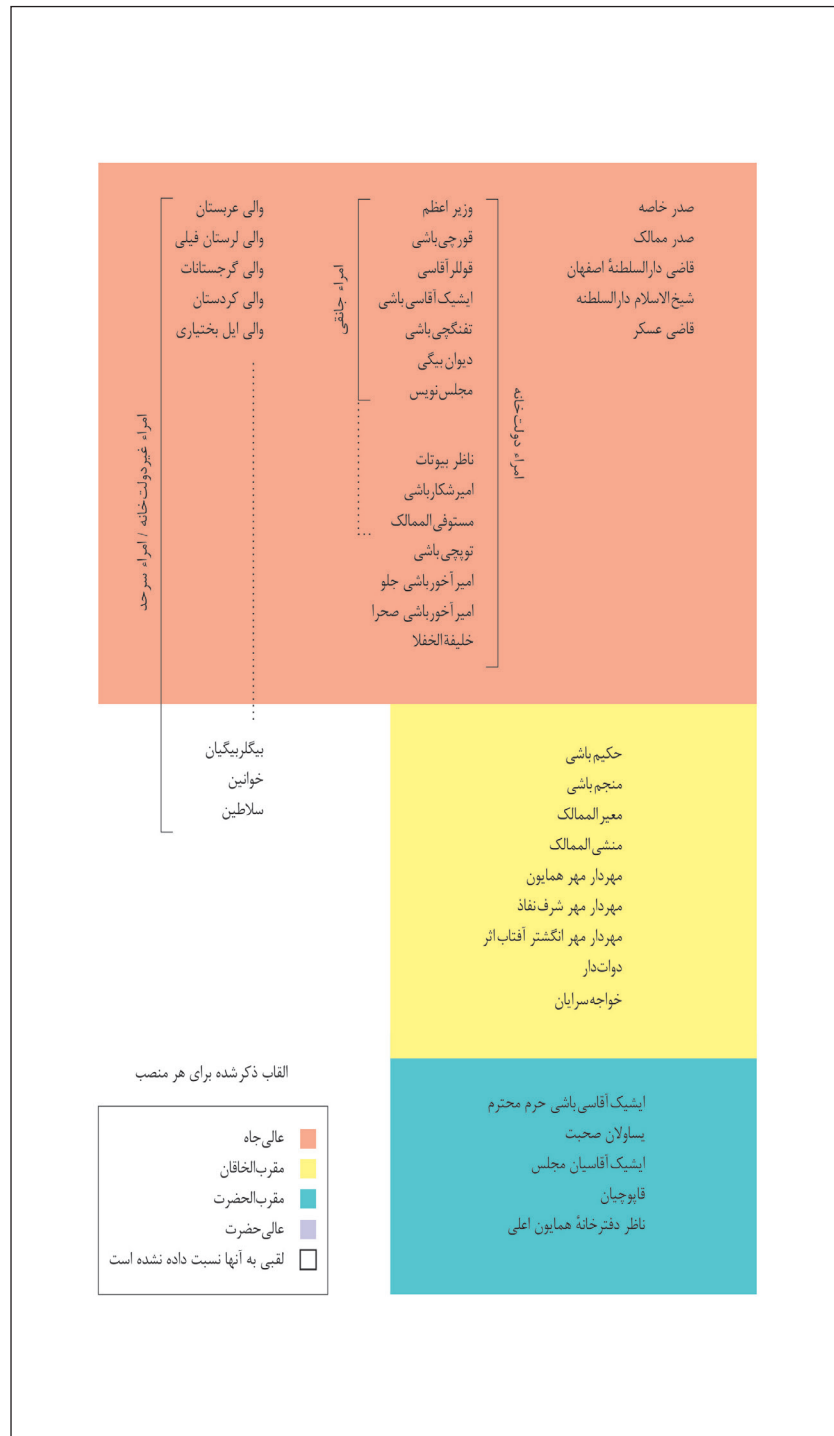 صدر خاصه
صدر ممالک
قاضی دارالسلطنهٔ اصفهان
شیخ‌الاسلام دارالسلطنه
قاضی عسکر
امراء دولت‌خانه
وزیر اعظم
قورچی‌باشی
قوللرآقاسی
ایشیک‌آقاسی‌باشی
تفنگچی‌باشی
دیوان‌بیگی
مجلس‌نویس
امراء جانقی
ناظر بیوتات
امیرشکارباشی
مستوفی‌الممالک
توپچی‌باشی
امیرآخورباشی جلو
امیرآخورباشی صحرا
خلیفةالخفلا
والی عربستان
والی لرستان فیلی
والی گرجستانات
والی کردستان
والی ایل بختیاری
امراء غیردولت‌خانه / امراء سرحد
بیگلربیگیان
خوانین
سلاطین
حکیم‌باشی
منجم‌باشی
معیرالممالک
منشی‌الممالک
مهردار مهر همایون
مهردار مهر شرف‌نفاذ
مهردار مهر انگشتر آفتاب‌اثر
دوات‌دار
خواجه‌سرایان
ایشیک‌آقاسی‌باشی حرم محترم
یساولان صحبت
ایشیک‌آقاسیان مجلس
قاپوچیان
ناظر دفترخانهٔ همایون اعلی
القاب ذکرشده برای هر منصب
عالی‌جاه
مقرب‌الخاقان
مقرب‌الحضرت
عالی‌حضرت
لقبی به آنها نسبت داده نشده است